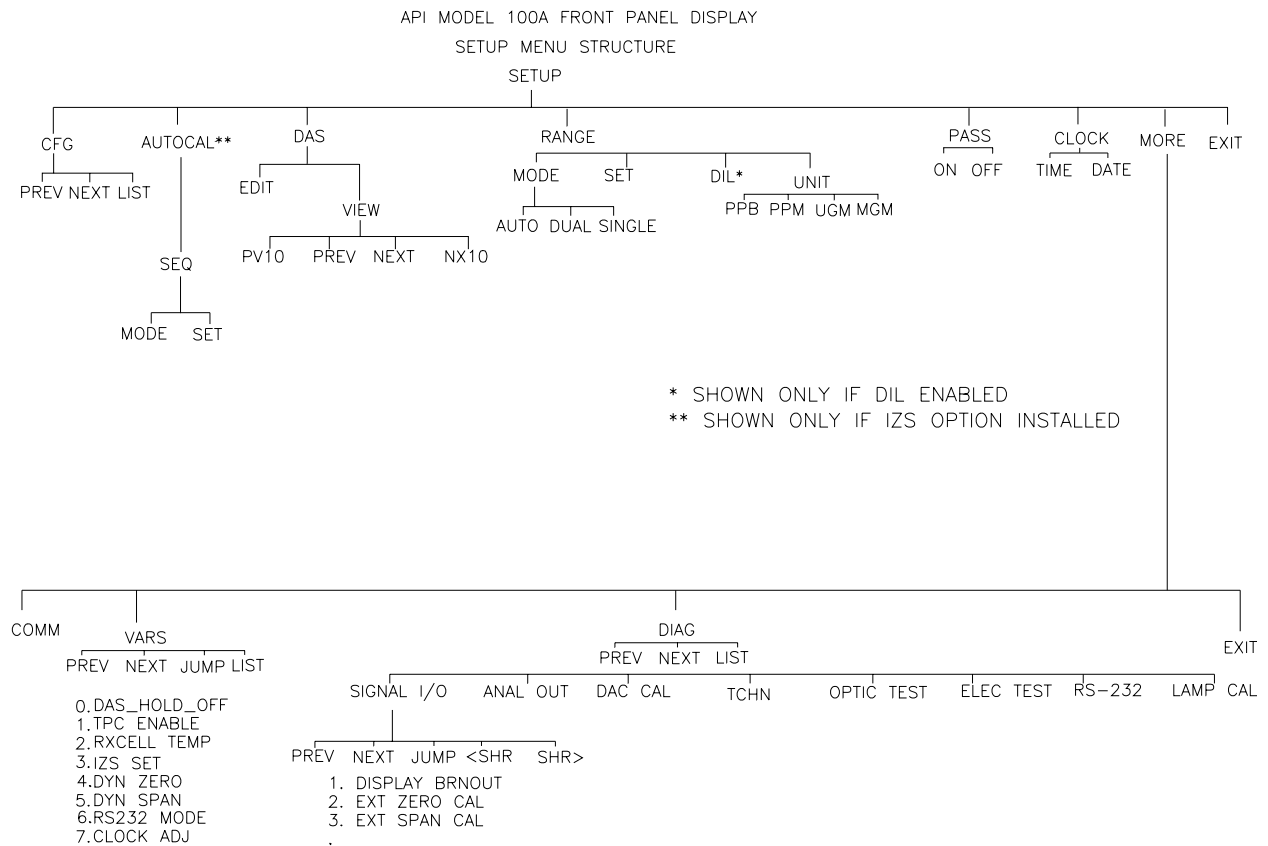 API MODEL 100A FRONT PANEL DISPLAY
SETUP MENU STRUCTURE
SETUP
CFG
AUTOCAL**
DAS
RANGE
PASS
CLOCK
MORE
EXIT
PREV NEXT LIST
EDIT
VIEW
MODE
SET
DIL*
UNIT
ON OFF
TIME DATE
AUTO DUAL SINGLE
PPB PPM UGM MGM
PV10 PREV NEXT NX10
SEQ
MODE SET
* SHOWN ONLY IF DIL ENABLED
** SHOWN ONLY IF IZS OPTION INSTALLED
COMM
VARS
DIAG
EXIT
PREV NEXT JUMP LIST
PREV NEXT LIST
SIGNAL I/O
ANAL OUT
DAC CAL
TCHN
OPTIC TEST
ELEC TEST
RS-232
LAMP CAL
0. DAS_HOLD_OFF
1. TPC ENABLE
2. RXCELL TEMP
3. IZS SET
4. DYN ZERO
5. DYN SPAN
6. RS232 MODE
7. CLOCK ADJ
PREV NEXT JUMP <SHR SHR>
1. DISPLAY BRNOUT
2. EXT ZERO CAL
3. EXT SPAN CAL
.